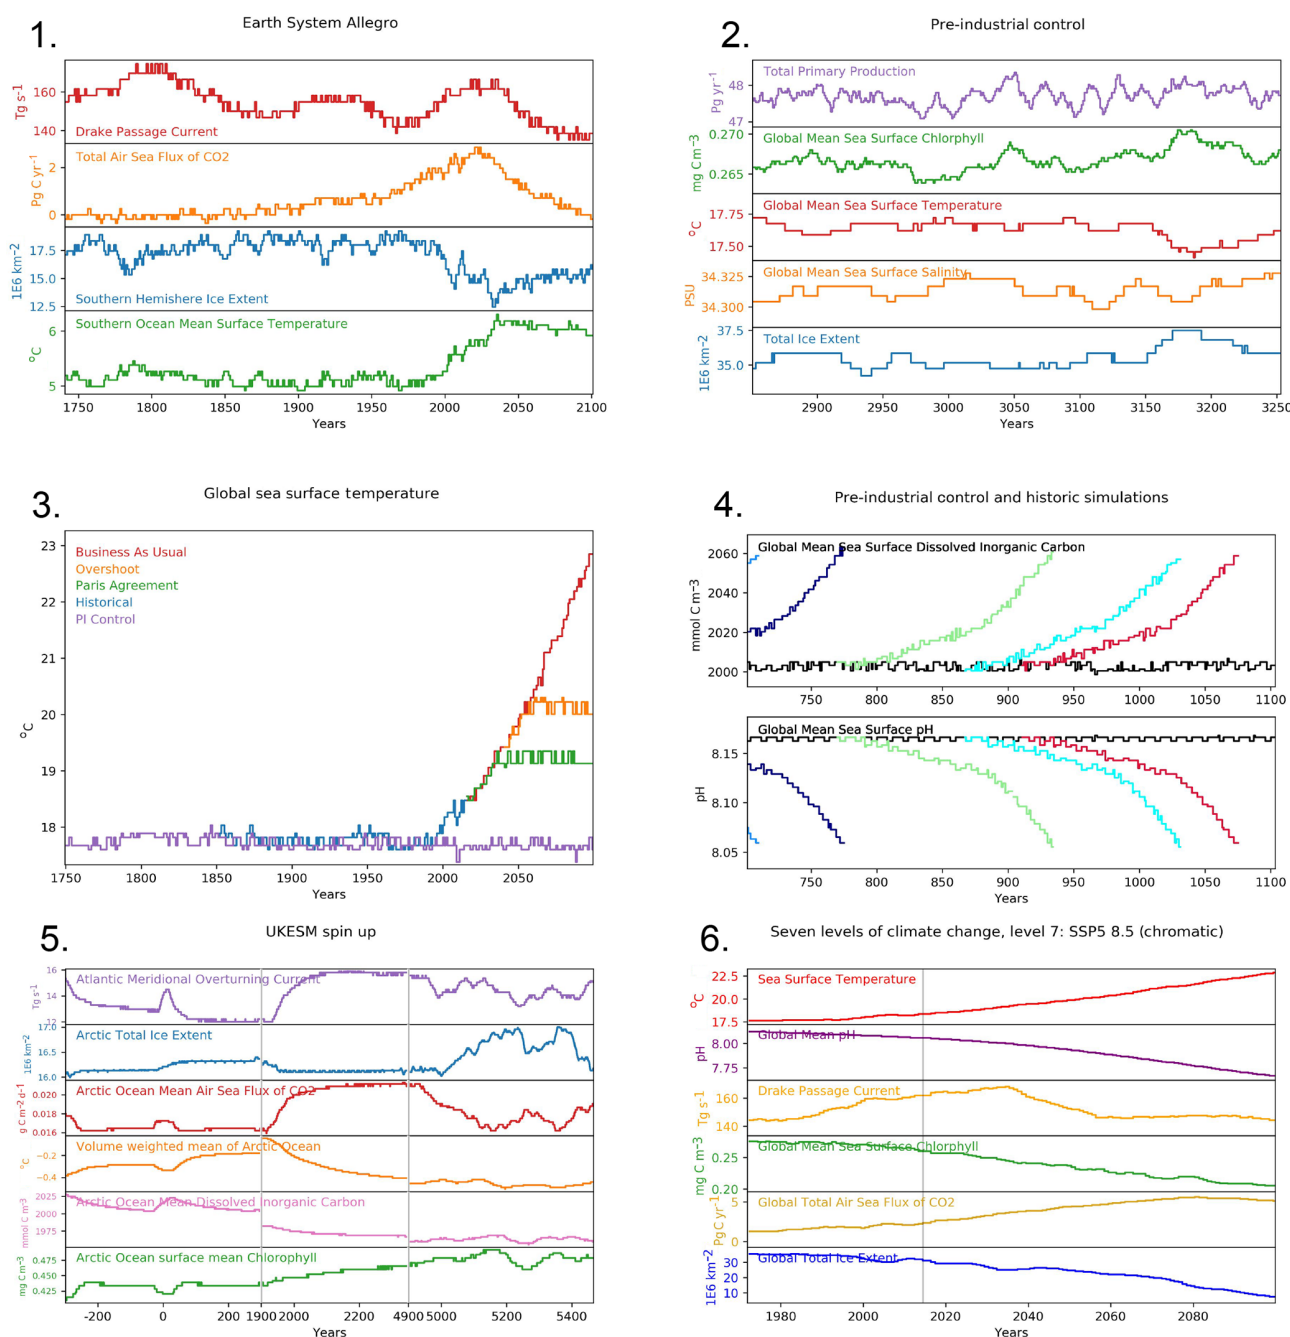 1.
Earth System Allegro
Tg s-1
160
140
Drake Passage Current
Pg C yr-1
2
0
Total Air Sea Flux of CO2
1E6 km-2
17.5
15.0
12.5
Southern Hemishere Ice Extent
°C
6
5
Southern Ocean Mean Surface Temperature
1750 1800 1850 1900 1950 2000 2050 2100
Years
2.
Pre-industrial control
Pg yr-1
48
47
Total Primary Production
mg C m-3
0.270
0.265
Global Mean Sea Surface Chlorphyll
°C
17.75
17.50
Global Mean Sea Surface Temperature
PSU
34.325
34.300
Global Mean Sea Surface Salinity
1E6 km-2
37.5
35.0
Total Ice Extent
2900 2950 3000 3050 3100 3150 3200 3250
Years
3.
Global sea surface temperature
°C
23
22
21
20
19
18
Business As Usual
Overshoot
Paris Agreement
Historical
PI Control
1750 1800 1850 1900 1950 2000 2050
Years
4.
Pre-industrial control and historic simulations
mmol C m-3
2060
2040
2020
2000
Global Mean Sea Surface Dissolved Inorganic Carbon
750 800 850 900 950 1000 1050 1100
pH
8.15
8.10
8.05
Global Mean Sea Surface pH
750 800 850 900 950 1000 1050 1100
Years
5.
UKESM spin up
Tg s-1
16
14
12
Atlantic Meridional Overturning Current
1E6 km-2
17.0
16.5
16.0
Arctic Total Ice Extent
g C m-2 d-1
0.020
0.018
0.016
Arctic Ocean Mean Air Sea Flux of CO2
°C
−0.2
−0.4
Volume weighted mean of Arctic Ocean
mmol C m-3
2025
2000
1975
Arctic Ocean Mean Dissolved Inorganic Carbon
mg C m-3
0.475
0.450
0.425
Arctic Ocean surface mean Chlorophyll
-200 0 200 1900 2000 2200 4900 5000 5200 5400
Years
6.
Seven levels of climate change, level 7: SSP5 8.5 (chromatic)
°C
22.5
20.0
17.5
Sea Surface Temperature
pH
8.00
7.75
Global Mean pH
Tg s-1
160
140
Drake Passage Current
mg C m-3
0.25
0.20
Global Mean Sea Surface Chlorphyll
PgC yr-1
5
0
Global Total Air Sea Flux of CO2
1E6 km-2
30
20
10
Global Total Ice Extent
1980 2000 2020 2040 2060 2080
Years